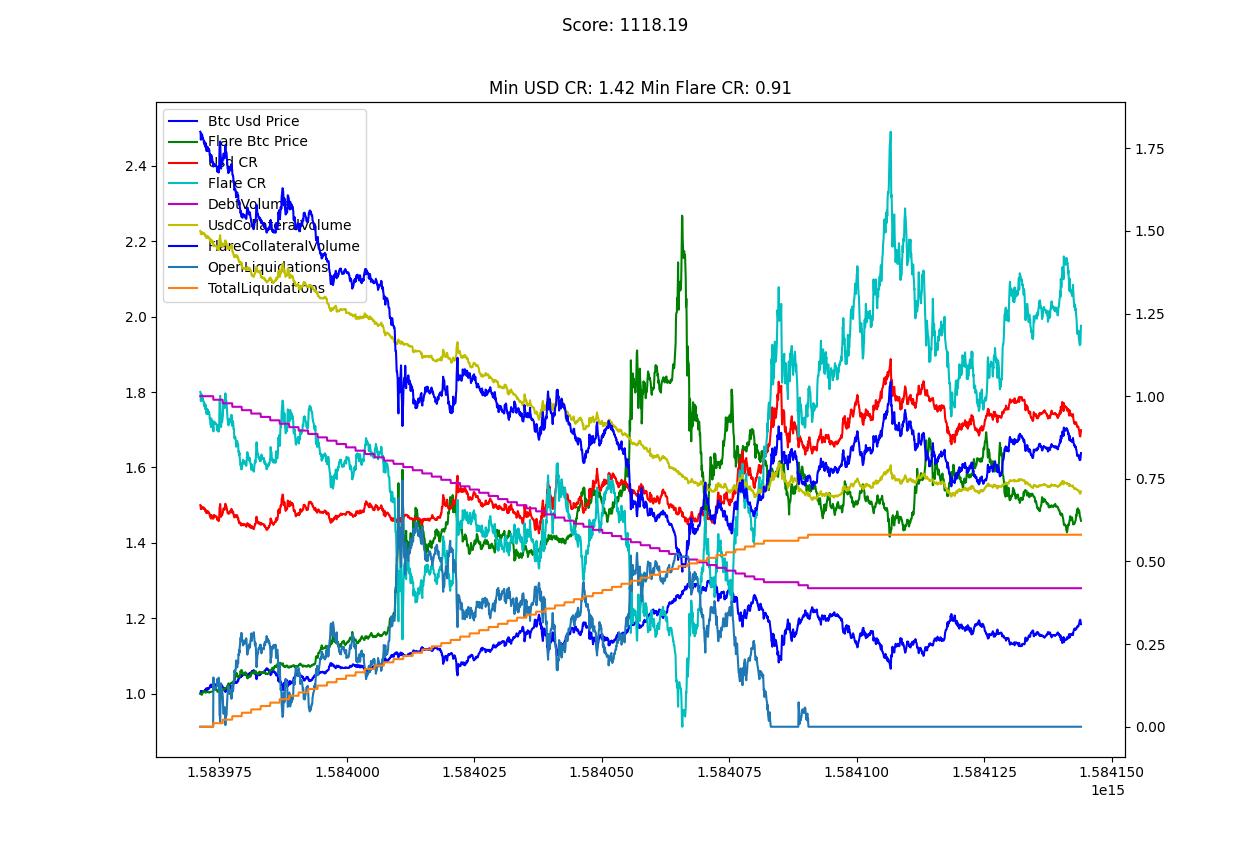 Score: 1118.19
Min USD CR: 1.42 Min Flare CR: 0.91
Btc Usd Price
Flare Btc Price
Usd CR
Flare CR
DebtVolume
UsdCollateralVolume
FlareCollateralVolume
OpenLiquidations
TotalLiquidations
2.4
2.2
2.0
1.8
1.6
1.4
1.2
1.0
1.75
1.50
1.25
1.00
0.75
0.50
0.25
0.00
1.583975 1.584000 1.584025 1.584050 1.584075 1.584100 1.584125 1.584150
1e15